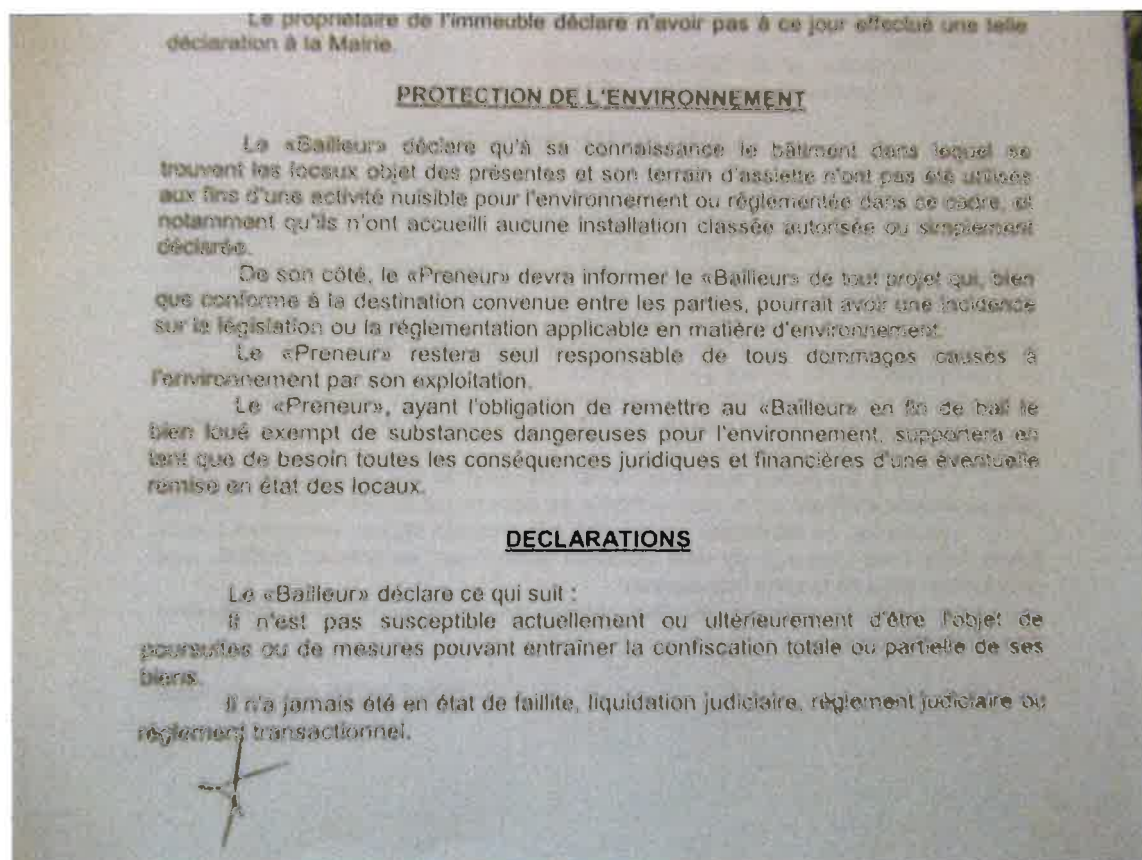 Le propriétaire de l'immeuble déclare n'avoir pas à ce jour effectué une telle
déclaration à la Mairie.
PROTECTION DE L'ENVIRONNEMENT
Le «Bailleur» déclare qu'à sa connaissance le bâtiment dans lequel se
trouvent les locaux objet des présentes et son terrain d'assiette n'ont pas été utilisés
aux fins d'une activité nuisible pour l'environnement ou réglementée dans ce cadre, et
notamment qu'ils n'ont accueilli aucune installation classée autorisée ou simplement
déclarée.
De son côté, le «Preneur» devra informer le «Bailleur» de tout projet qui, bien
que conforme à la destination convenue entre les parties, pourrait avoir une incidence
sur la législation ou la réglementation applicable en matière d'environnement.
Le «Preneur» restera seul responsable de tous dommages causés à
l'environnement par son exploitation.
Le «Preneur», ayant l'obligation de remettre au «Bailleur» en fin de bail le
bien loué exempt de substances dangereuses pour l'environnement, supportera en
tant que de besoin toutes les conséquences juridiques et financières d'une éventuelle
remise en état des locaux.
DECLARATIONS
Le «Bailleur» déclare ce qui suit :
Il n'est pas susceptible actuellement ou ultérieurement d'être l'objet de
poursuites ou de mesures pouvant entraîner la confiscation totale ou partielle de ses
biens.
Il n'a jamais été en état de faillite, liquidation judiciaire, règlement judiciaire ou
règlement transactionnel.